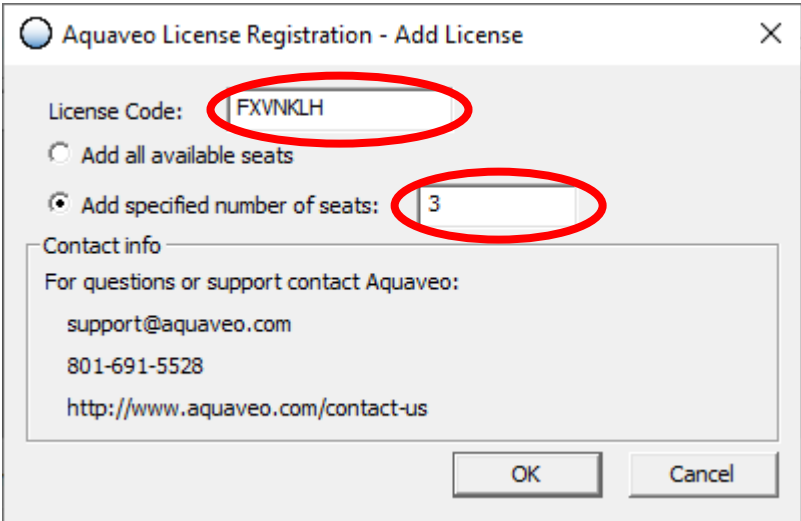 Aquaveo License Registration - Add License
License Code: FXVNKLH
Add all available seats
Add specified number of seats: 3
Contact info
For questions or support contact Aquaveo:
support@aquaveo.com
801-691-5528
http://www.aquaveo.com/contact-us
OK Cancel